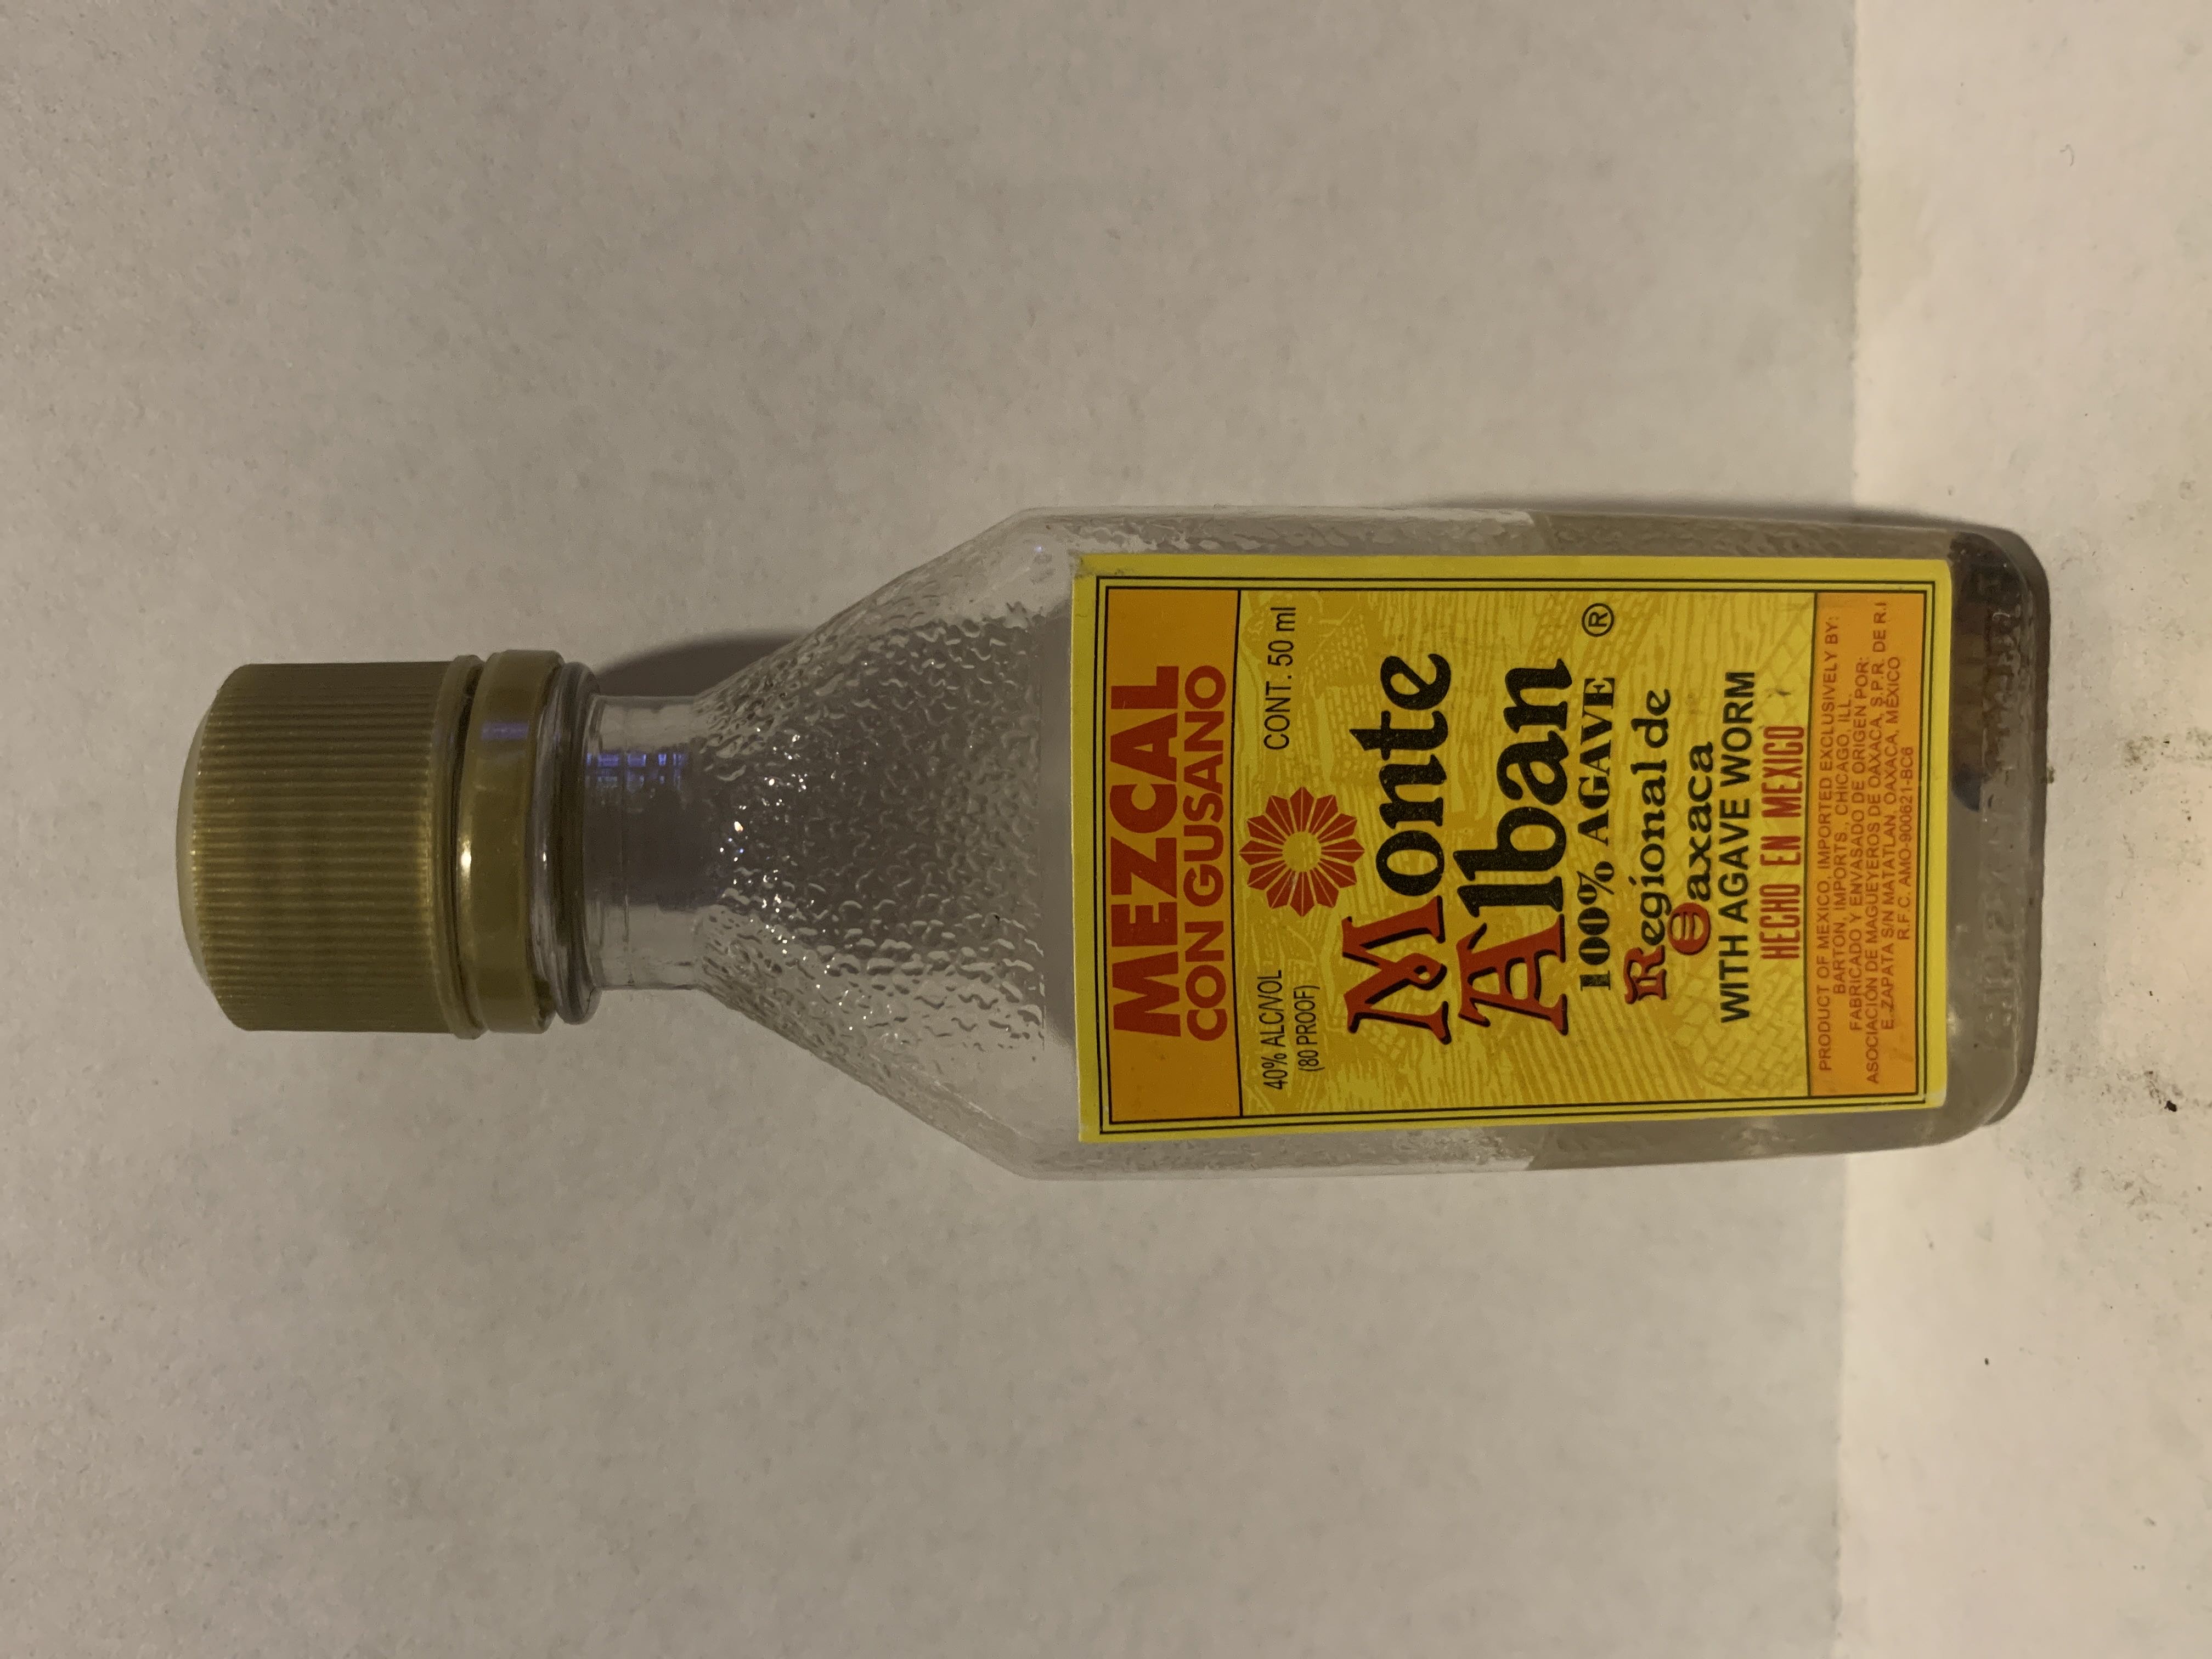 MEZCAL
CON GUSANO
40% ALC/VOL
(80 PROOF)
CONT. 50 ml
Monte
Alban ®
100% AGAVE
Regional de
Oaxaca
WITH AGAVE WORM
HECHO EN MEXICO
PRODUCT OF MEXICO, IMPORTED EXCLUSIVELY BY:
BARTON, IMPORTS, CHICAGO, ILL.
FABRICADO Y ENVASADO DE ORIGEN POR:
ASOCIACIÓN DE MAGUEYEROS DE OAXACA, S.P.R. DE R.I
E. ZAPATA S/N MATATLAN, OAXACA, MEXICO
R.F.C. AMO-900621-BC6